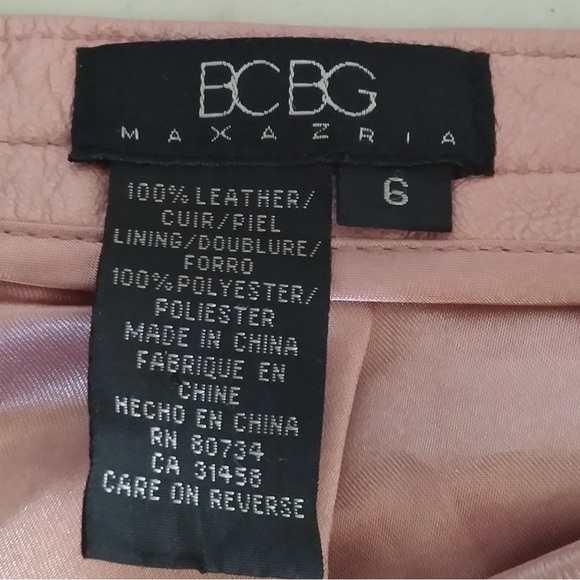 BCBG
MAXAZRIA
6
100% LEATHER/
CUIR/PIEL
LINING/DOUBLURE/
FORRO
100% POLYESTER/
POLIESTER
MADE IN CHINA
FABRIQUE EN
CHINE
HECHO EN CHINA
RN 80734
CA 31458
CARE ON REVERSE